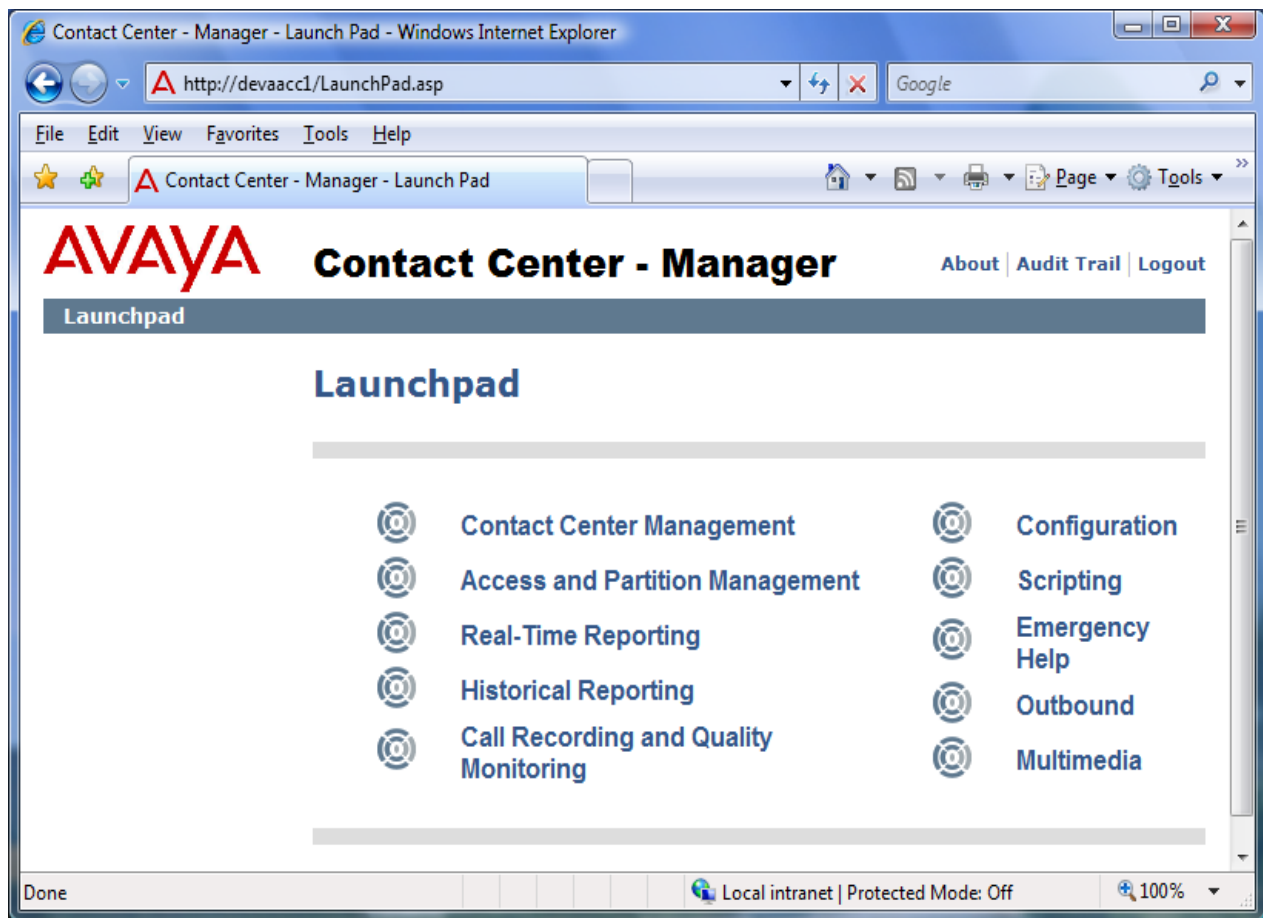 Contact Center - Manager - Launch Pad - Windows Internet Explorer
http://devaacc1/LaunchPad.asp
Google
File Edit View Favorites Tools Help
Contact Center - Manager - Launch Pad
Page Tools
AVAYA
Contact Center - Manager
About | Audit Trail | Logout
Launchpad
Launchpad
Contact Center Management
Configuration
Access and Partition Management
Scripting
Real-Time Reporting
Emergency
Help
Historical Reporting
Outbound
Call Recording and Quality
Monitoring
Multimedia
Done
Local intranet | Protected Mode: Off
100%